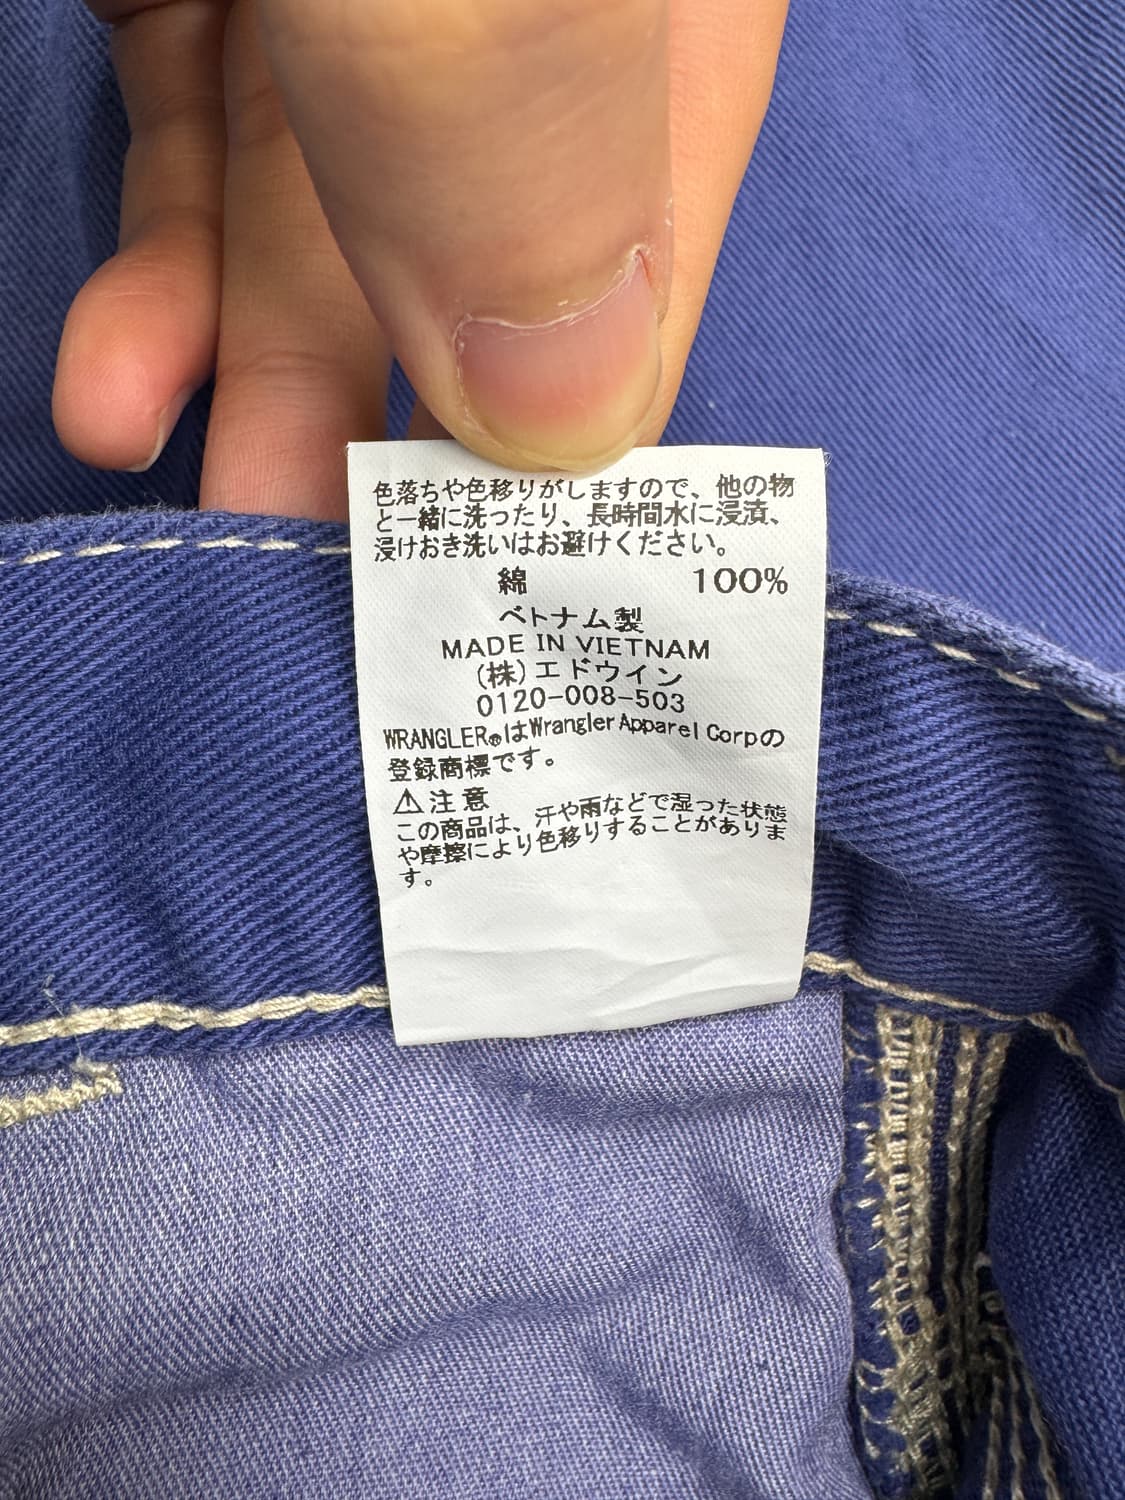 色落ちや色移りがしますので、他の物
と一緒に洗ったり、長時間水に浸漬、
浸けおき洗いはお避けください。
綿 100%
ベトナム製
MADE IN VIETNAM
(株)エドウイン
0120-008-503
WRANGLER®はWrangler Apparel Corpの
登録商標です。
⚠注意
この商品は、汗や雨などで湿った状態
や摩擦により色移りすることがありま
す。